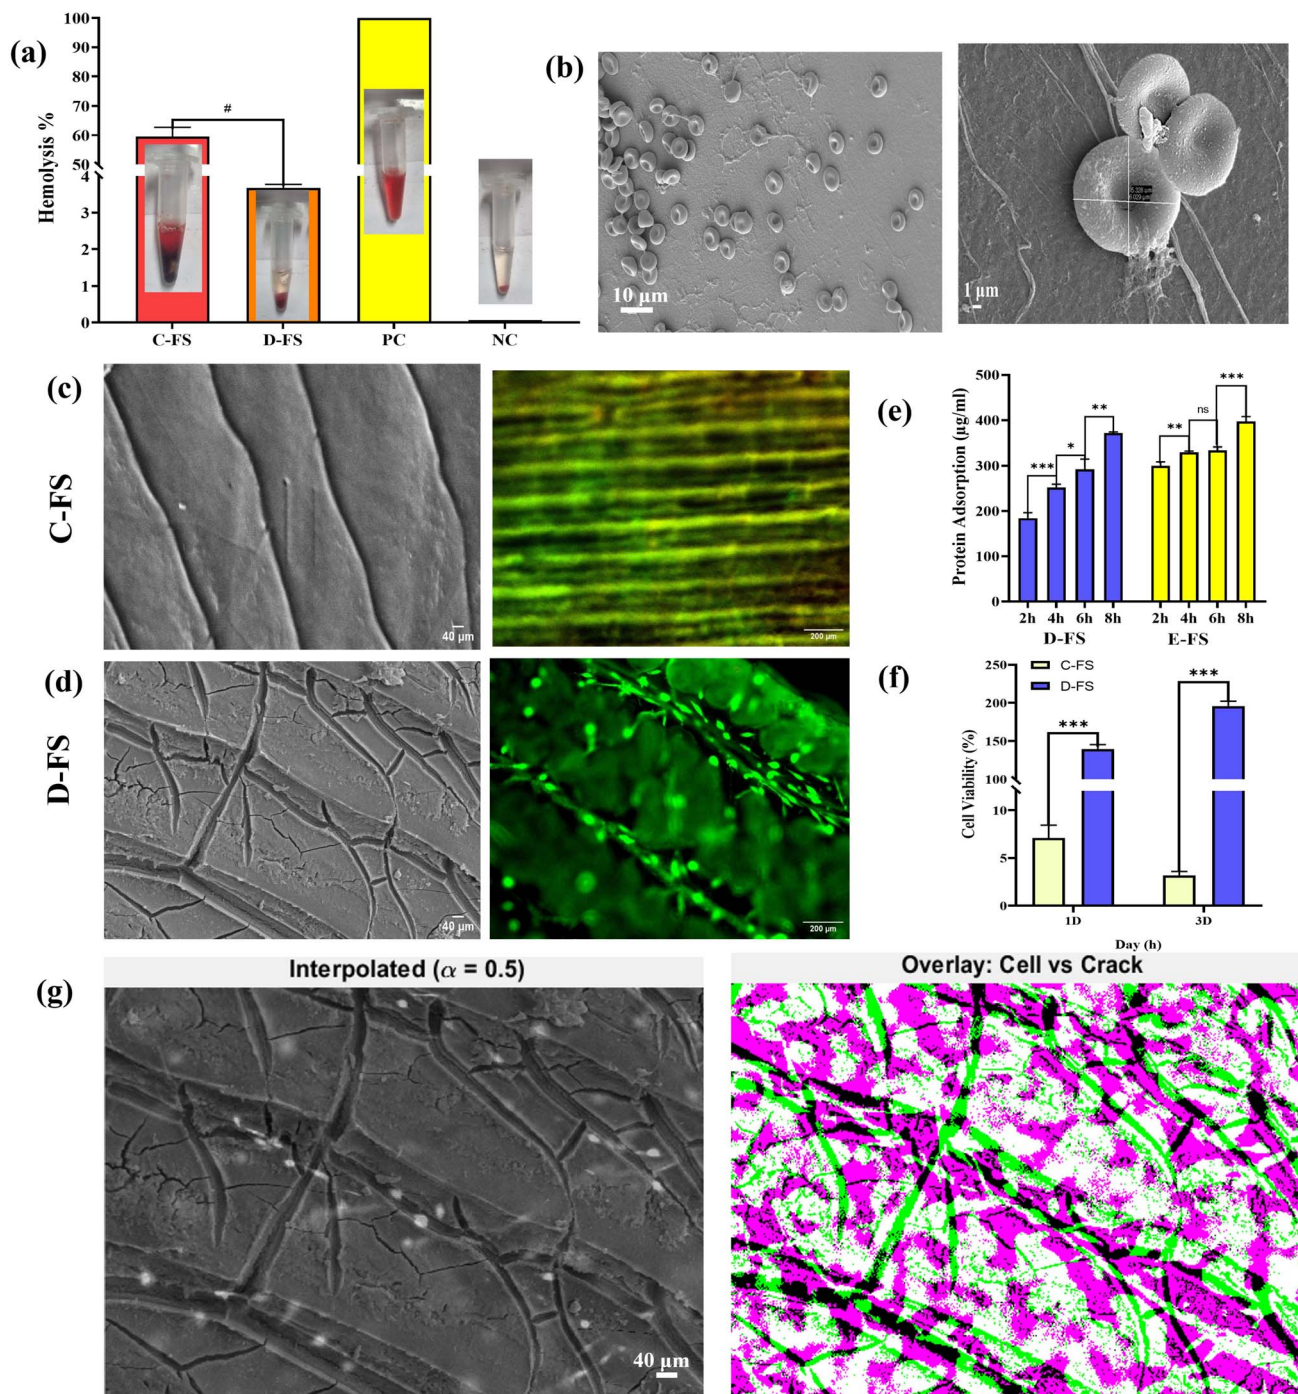 (a)
Hemolysis %
100
90
80
70
60
50
4
3
2
1
0
#
C-FS D-FS PC NC
(b)
10 µm
1 µm
(c)
C-FS
40 µm
200 µm
(d)
D-FS
40 µm
200 µm
(e)
Protein Adsorption (µg/ml)
500
400
300
200
100
0
*** * ** ** ns ***
2h 4h 6h 8h 2h 4h 6h 8h
D-FS E-FS
(f)
C-FS
D-FS
Cell Viability (%)
250
200
150
100
10
5
0
*** ***
1D 3D
Day (h)
(g)
Interpolated (α = 0.5)
40 µm
Overlay: Cell vs Crack